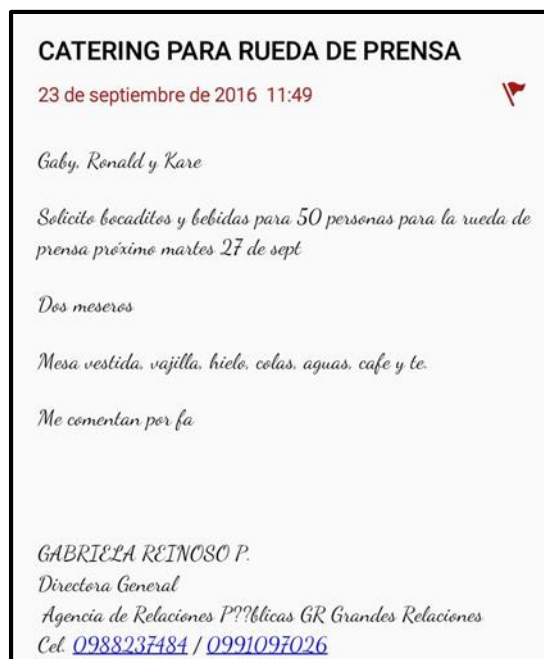 CATERING PARA RUEDA DE PRENSA
23 de septiembre de 2016 11:49
Gaby, Ronald y Kare
Solicito bocaditos y bebidas para 50 personas para la rueda de
prensa próximo martes 27 de sept
Dos meseros
Mesa vestida, vajilla, hielo, colas, aguas, cafe y te.
Me comentan por fa
GABRIELA REINOSO P.
Directora General
Agencia de Relaciones P??blicas GR Grandes Relaciones
Cel. 0988237484 / 0991097026